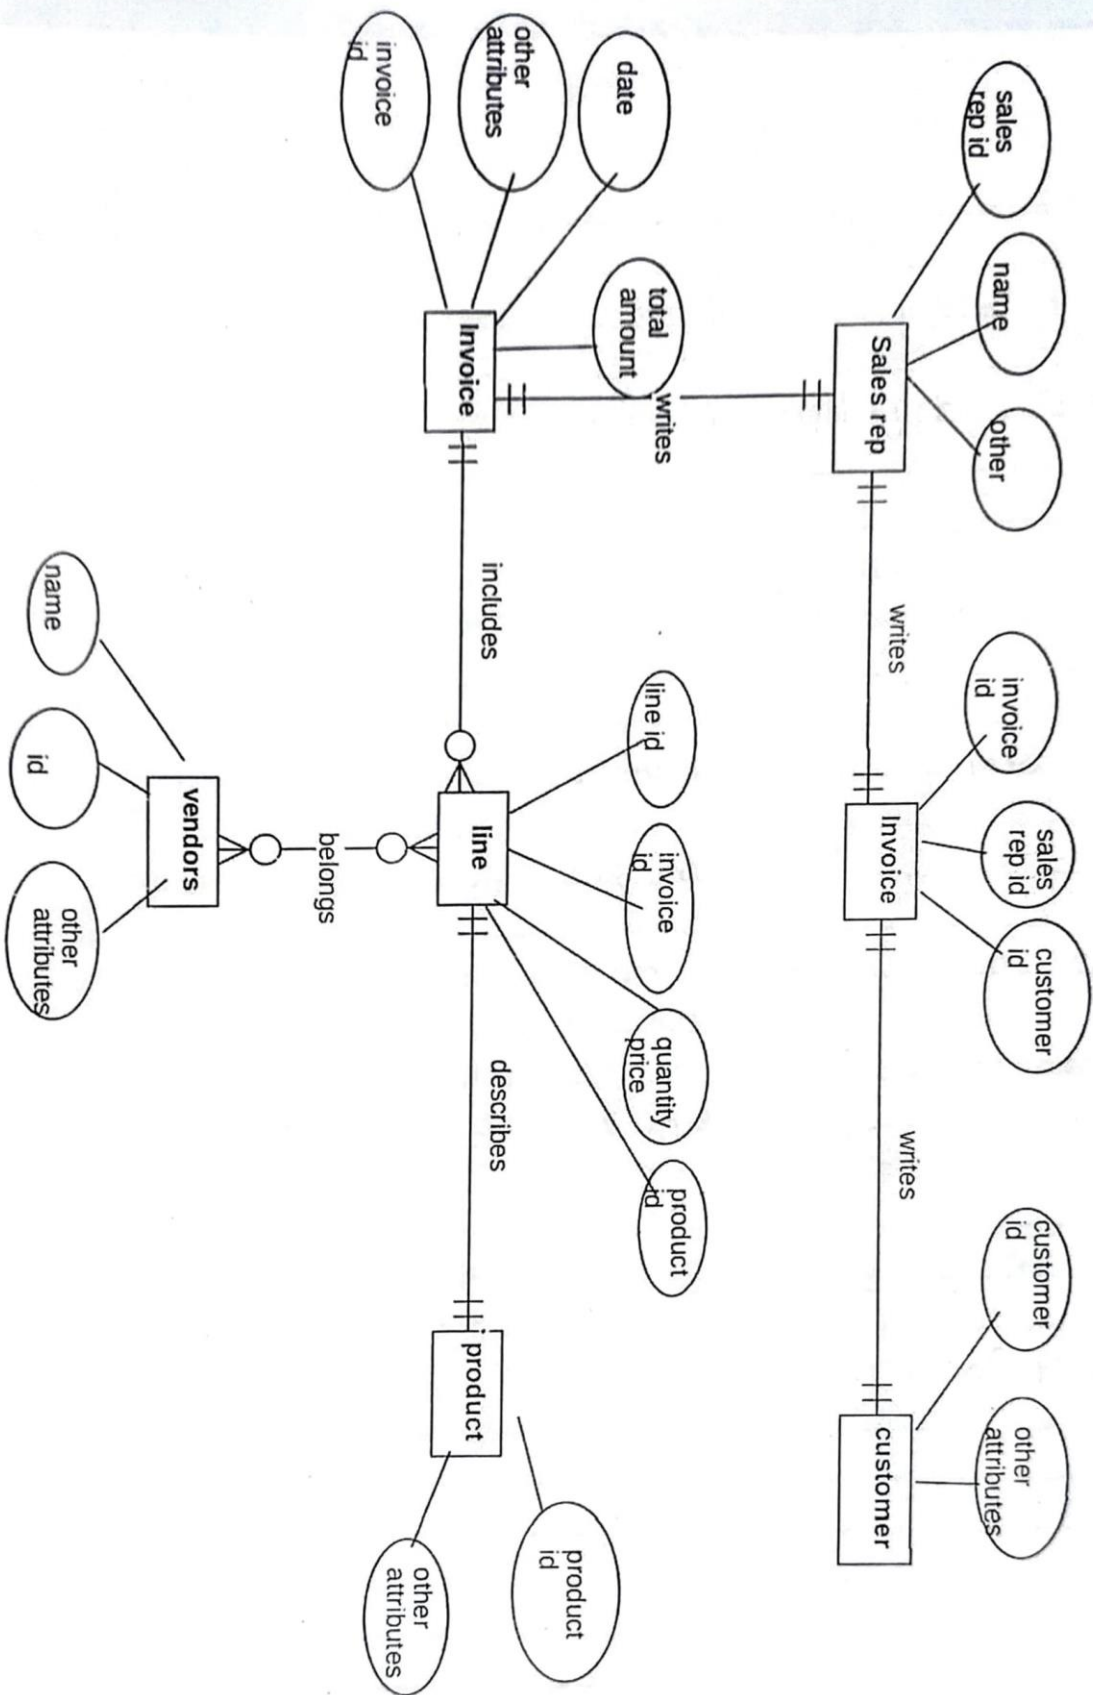 sales
rep id
name
other
Sales rep
writes
invoice
id
sales
rep id
customer
id
Invoice
writes
customer
id
other
attributes
customer
date
other
attributes
invoice
id
total
amount
writes
Invoice
includes
line id
invoice
id
quantity
price
product
id
line
describes
product
product
id
other
attributes
belongs
name
id
other
attributes
vendors